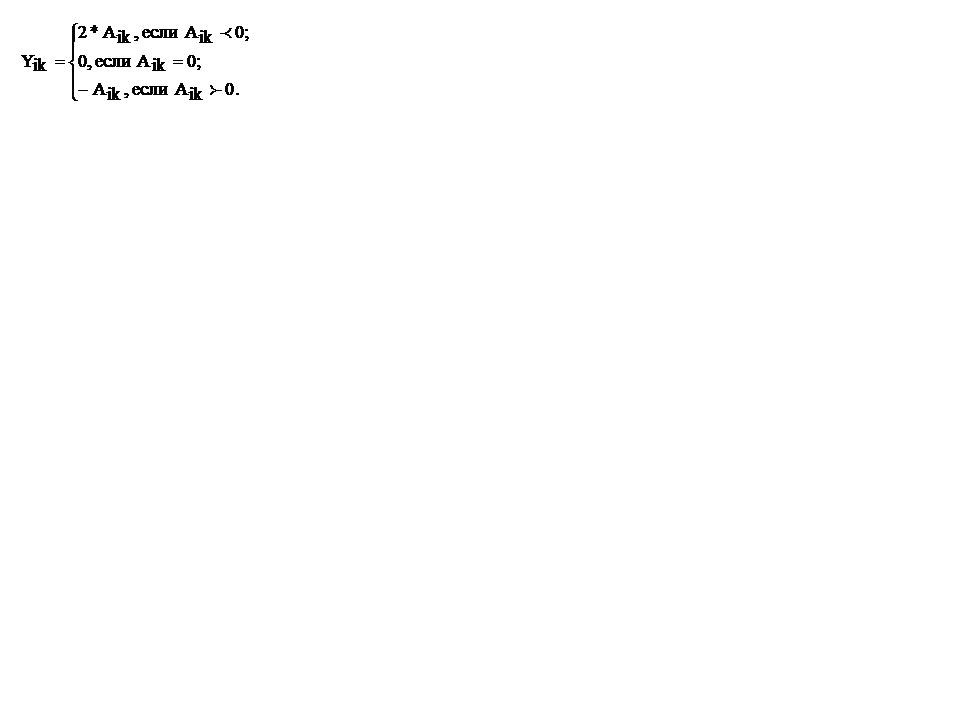 2 * Aik , если Aik ≺ 0;
Yik = 0, если Aik = 0;
− Aik , если Aik ≻ 0.